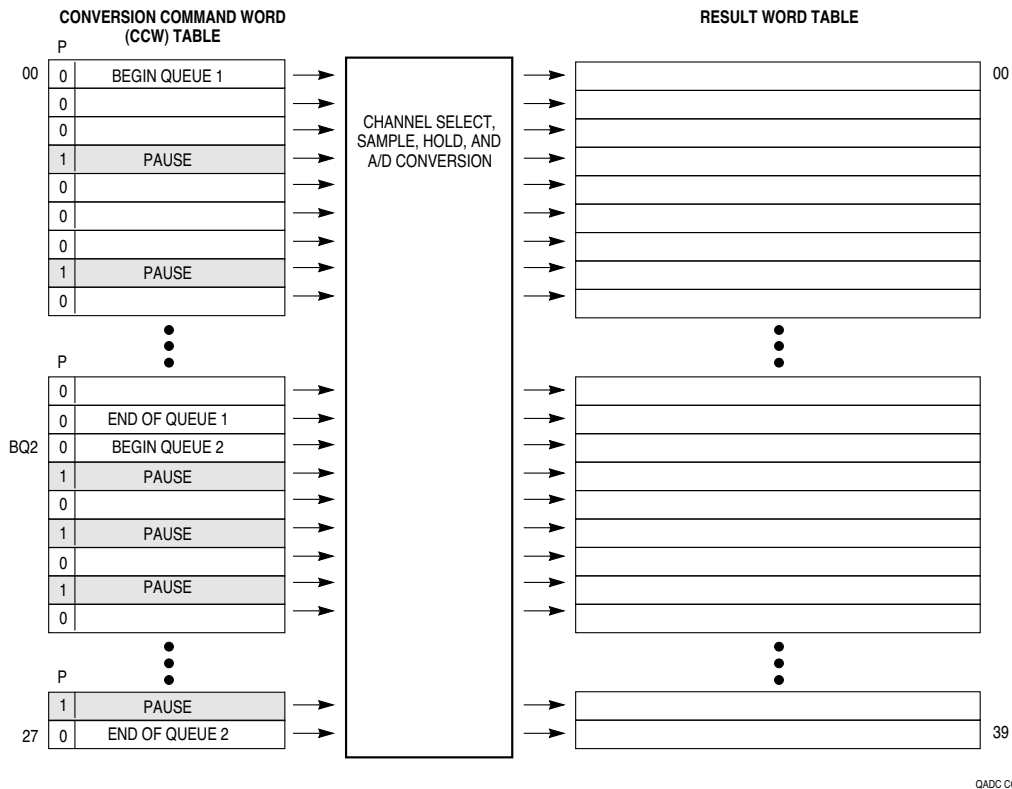 CONVERSION COMMAND WORD
(CCW) TABLE
RESULT WORD TABLE
P
00 0 BEGIN QUEUE 1 00
0
0
1 PAUSE
0
0
0
1 PAUSE
0
CHANNEL SELECT,
SAMPLE, HOLD, AND
A/D CONVERSION
P
0
0 END OF QUEUE 1
BQ2 0 BEGIN QUEUE 2
1 PAUSE
0
1 PAUSE
0
1 PAUSE
0
P
1 PAUSE
27 0 END OF QUEUE 2 39
QADC